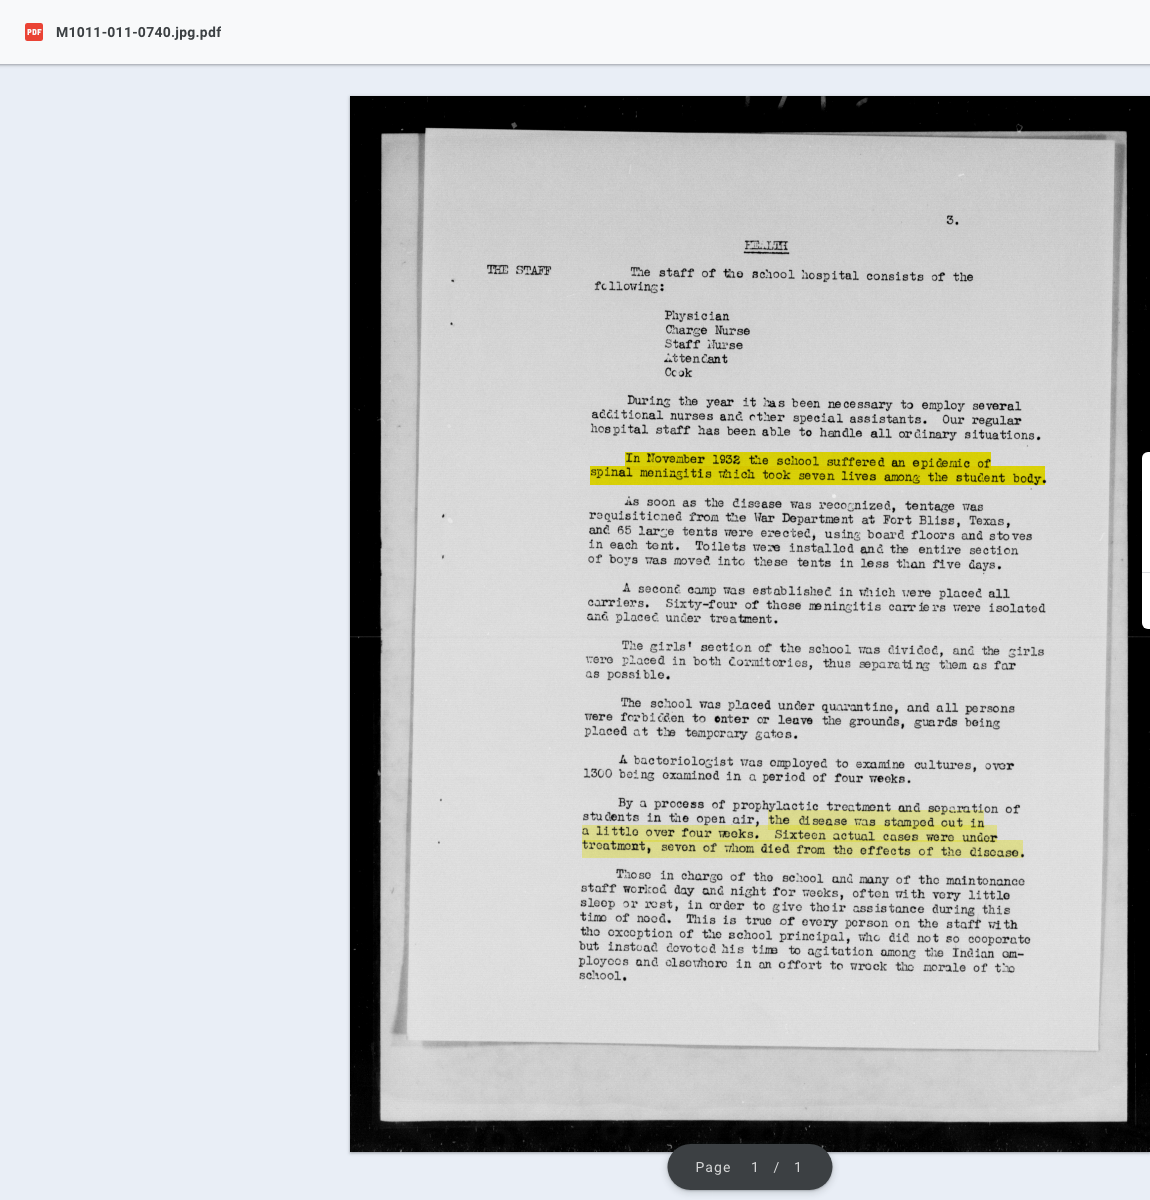 PDF M1011-011-0740.jpg.pdf
3.
HEALTH
THE STAFF
The staff of the school hospital consists of the
following:
Physician
Charge Nurse
Staff Nurse
Attendant
Cook
During the year it has been necessary to employ several
additional nurses and other special assistants. Our regular
hospital staff has been able to handle all ordinary situations.
In November 1932 the school suffered an epidemic of
spinal meningitis which took seven lives among the student body.
As soon as the disease was recognized, tentage was
requisitioned from the War Department at Fort Bliss, Texas,
and 65 large tents were erected, using board floors and stoves
in each tent. Toilets were installed and the entire section
of boys was moved into these tents in less than five days.
A second camp was established in which were placed all
carriers. Sixty-four of these meningitis carriers were isolated
and placed under treatment.
The girls' section of the school was divided, and the girls
were placed in both dormitories, thus separating them as far
as possible.
The school was placed under quarantine, and all persons
were forbidden to enter or leave the grounds, guards being
placed at the temporary gates.
A bacteriologist was employed to examine cultures, over
1300 being examined in a period of four weeks.
By a process of prophylactic treatment and separation of
students in the open air, the disease was stamped out in
a little over four weeks. Sixteen actual cases were under
treatment, seven of whom died from the effects of the disease.
Those in charge of the school and many of the maintenance
staff worked day and night for weeks, often with very little
sleep or rest, in order to give their assistance during this
time of need. This is true of every person on the staff with
the exception of the school principal, who did not so cooperate
but instead devoted his time to agitation among the Indian em-
ployees and elsewhere in an effort to wreck the morale of the
school.
Page 1 / 1